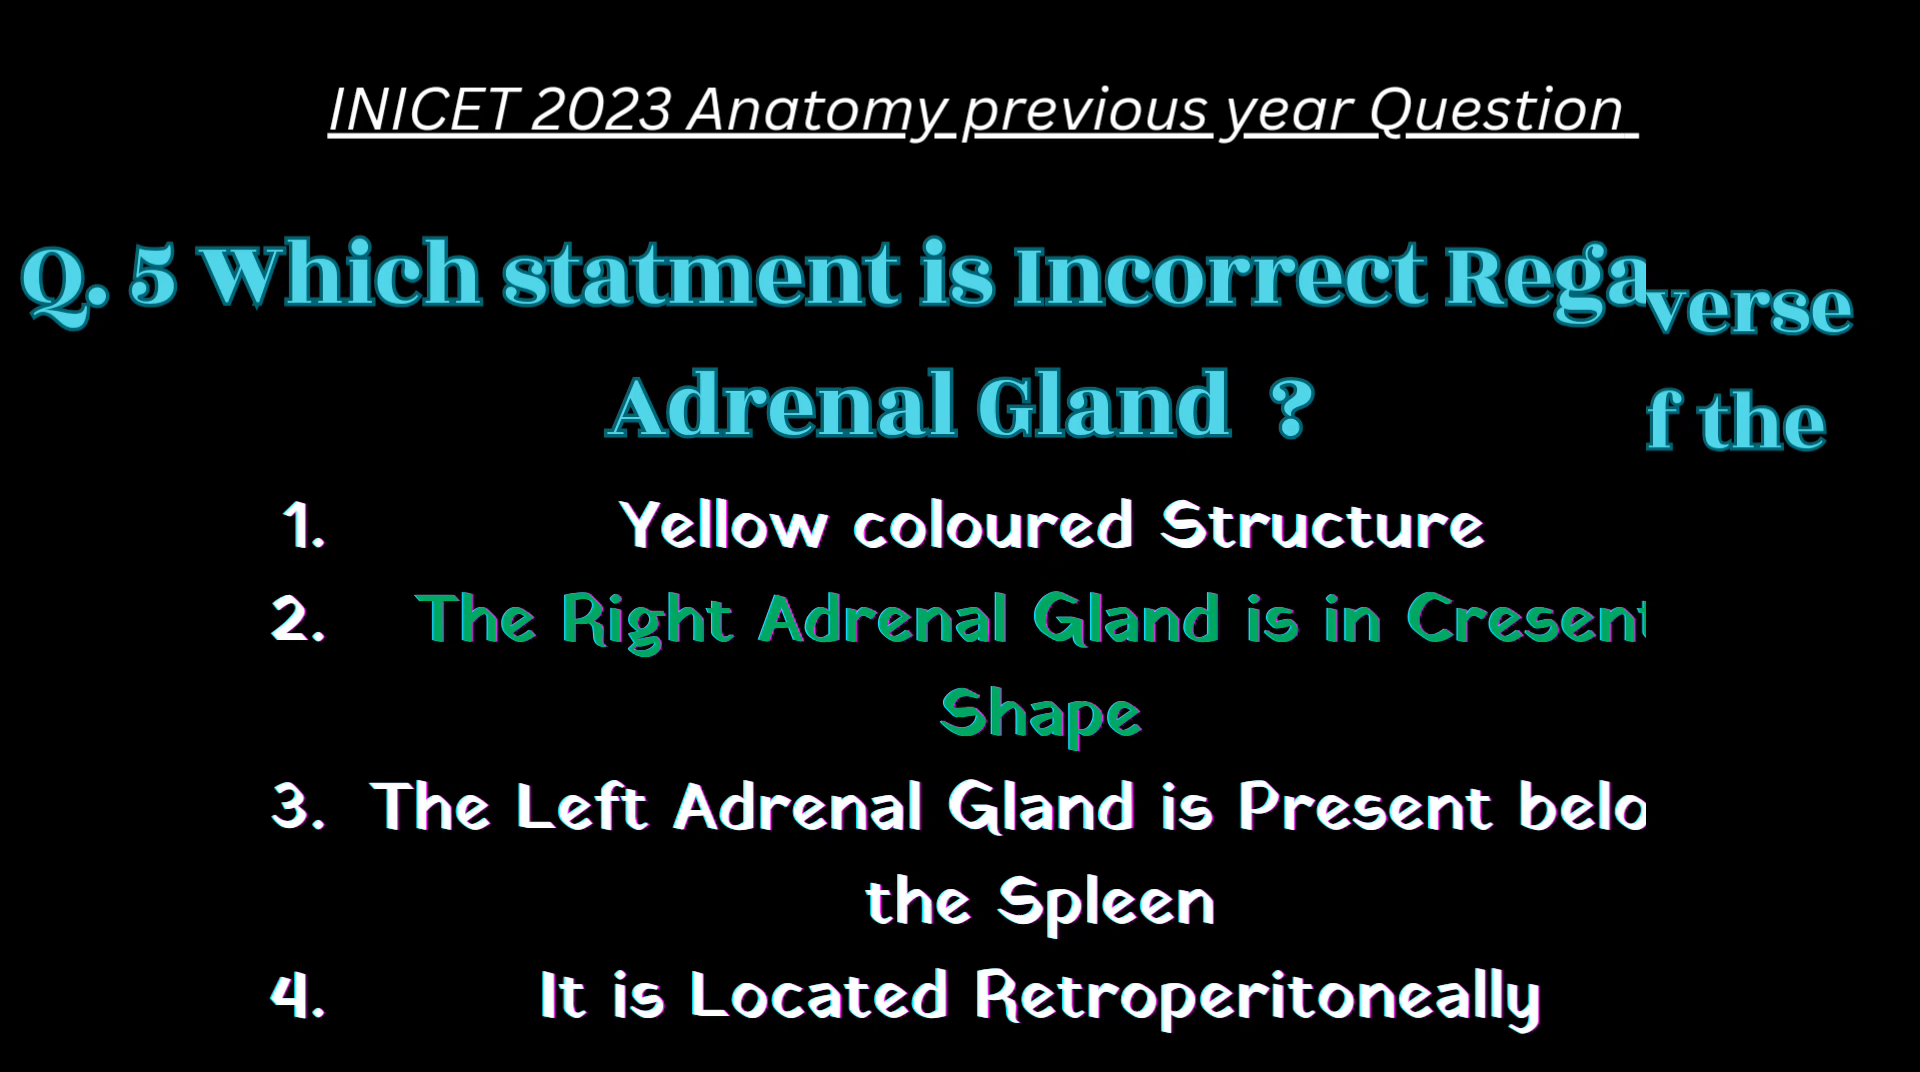 INICET 2023 Anatomy previous year Question
Q. 5 Which statment is Incorrect Rega
verse
Adrenal Gland ?
f the
1. Yellow coloured Structure
2. The Right Adrenal Gland is in Cresent
Shape
3. The Left Adrenal Gland is Present belo
the Spleen
4. It is Located Retroperitoneally